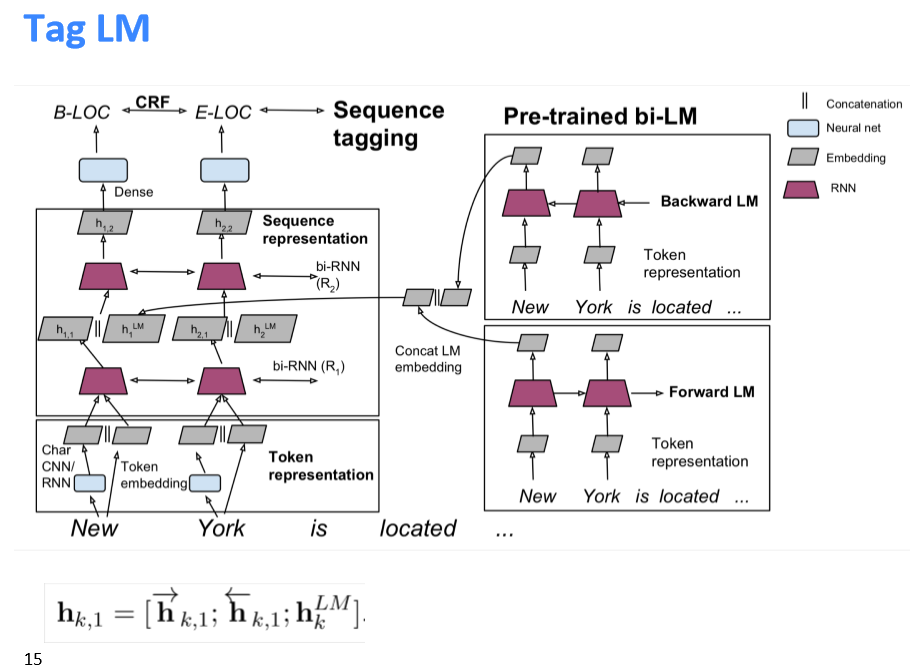 Tag LM
B-LOC CRF E-LOC Sequence tagging
Dense
h1,2 h2,2 Sequence representation
bi-RNN (R2)
h1,1 || h1LM h2,1 || h2LM
bi-RNN (R1)
|| ||
Char CNN/ RNN
Token embedding
Token representation
New York is located ...
Concat LM embedding
||
Pre-trained bi-LM
Backward LM
Token representation
New York is located ...
Forward LM
Token representation
New York is located ...
|| Concatenation
Neural net
Embedding
RNN
hk,1 = [→h k,1; ←h k,1; hkLM].
15